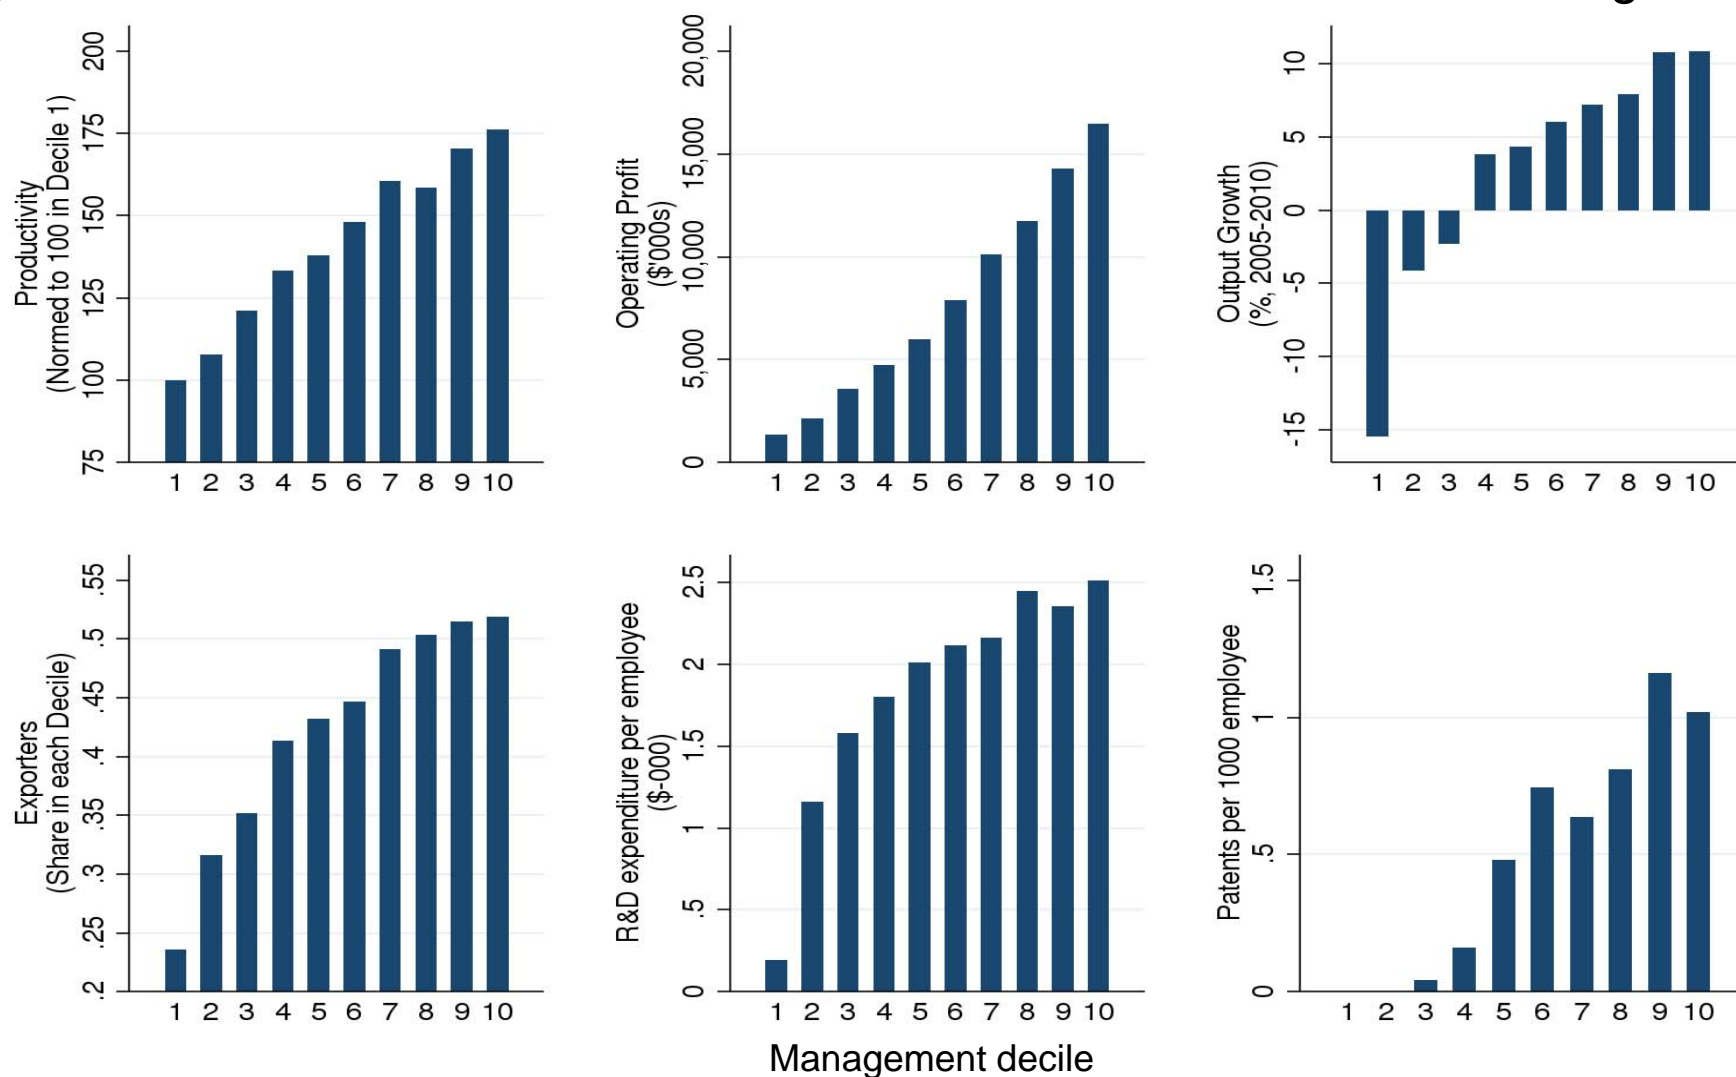 Productivity
(Normed to 100 in Decile 1)
200
175
150
125
100
75
1 2 3 4 5 6 7 8 9 10
Operating Profit
($'000s)
20,000
15,000
10,000
5,000
0
1 2 3 4 5 6 7 8 9 10
Output Growth
(%, 2005-2010)
10
5
0
-5
-10
-15
1 2 3 4 5 6 7 8 9 10
Exporters
(Share in each Decile)
.55
.5
.45
.4
.35
.3
.25
.2
1 2 3 4 5 6 7 8 9 10
R&D expenditure per employee
($-000)
2.5
2
1.5
1
.5
0
1 2 3 4 5 6 7 8 9 10
Patents per 1000 employee
1.5
1
.5
0
1 2 3 4 5 6 7 8 9 10
Management decile